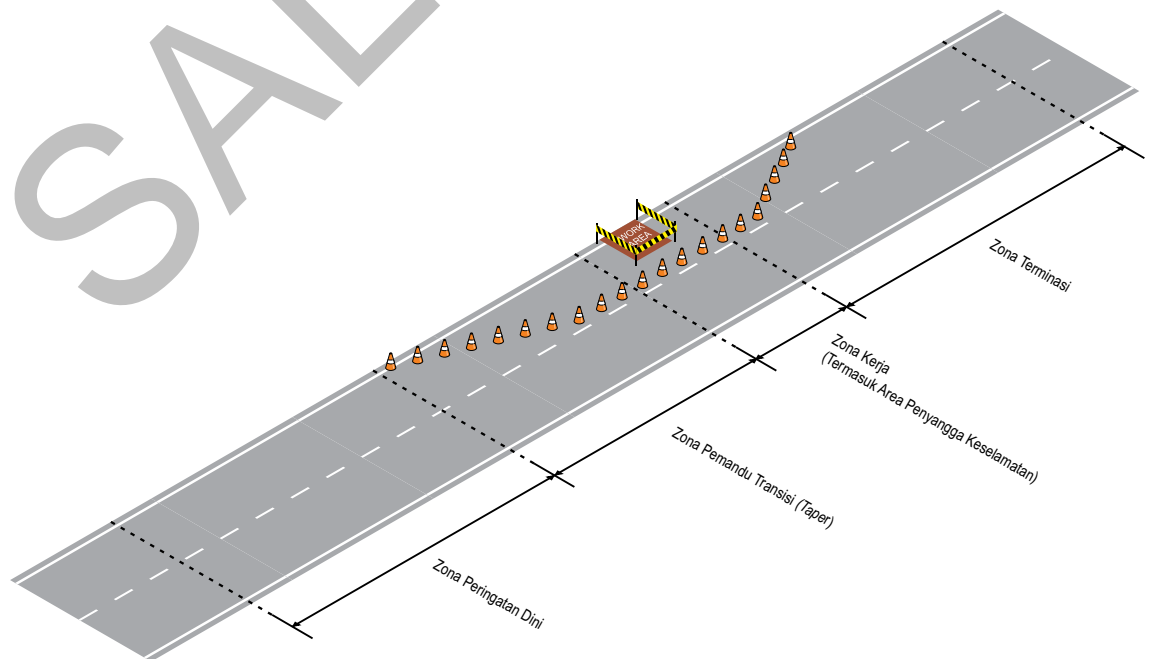 SAL
WORK
AREA
Zona Terminasi
Zona Kerja
(Termasuk Area Penyangga Keselamatan)
Zona Pemandu Transisi (Taper)
Zona Peringatan Dini